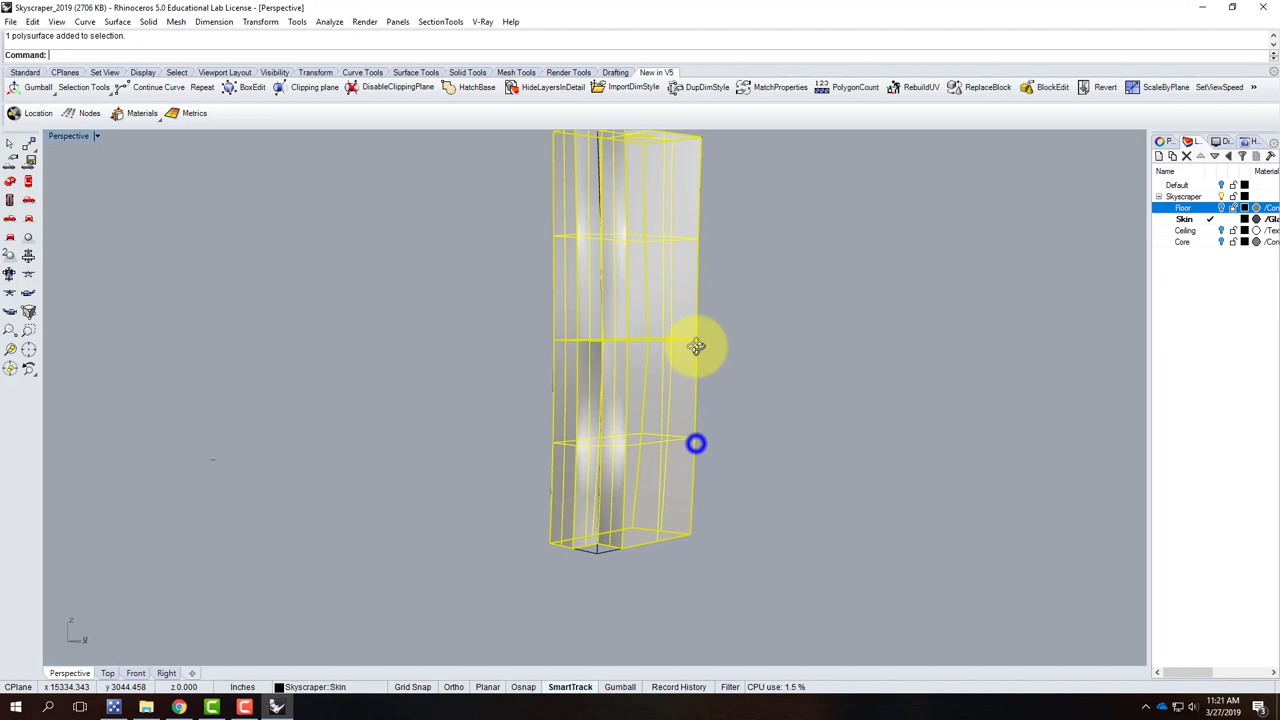 Skyscraper_2019 (2706 KB) - Rhinoceros 5.0 Educational Lab License - [Perspective]
File Edit View Curve Surface Solid Mesh Dimension Transform Tools Analyze Render Panels SectionTools V-Ray Help
1 polysurface added to selection.
Command:
Standard CPlanes Set View Display Select Viewport Layout Visibility Transform Curve Tools Surface Tools Solid Tools Mesh Tools Render Tools Drafting New in V5
Gumball Selection Tools Continue Curve Repeat BoxEdit Clipping plane DisableClippingPlane HatchBase HideLayersInDetail ImportDimStyle DupDimStyle MatchProperties 123 PolygonCount RebuildUV ReplaceBlock BlockEdit Revert ScaleByPlane SetViewSpeed »
Location Nodes Materials Metrics
Perspective
P... L... Di... H...
Name Material
Default
Skyscraper
Floor /Con
Skin /Gla
Ceiling /Tex
Core /Con
z
Perspective Top Front Right
CPlane x 15334.343 y 3044.458 z 0.000 Inches Skyscraper::Skin Grid Snap Ortho Planar Osnap SmartTrack Gumball Record History Filter CPU use: 1.5 %
11:21 AM
3/27/2019